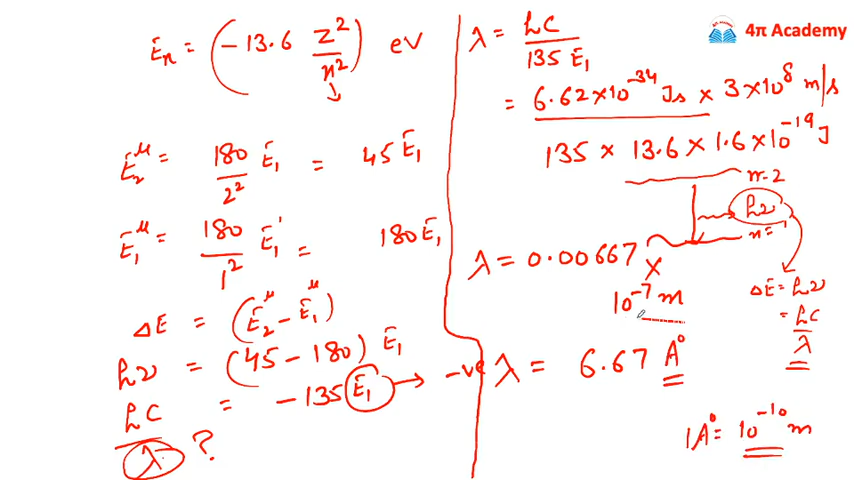 4π Academy
Eₙ = (-13.6 Z²/n²) eV
E₂^μ = 180/2² E₁ = 45 E₁
E₁^μ = 180/1² E₁' = 180 E₁
ΔE = (E₂^μ - E₁^μ)
hν = (45 - 180) E₁
hc/λ = -135 E₁ → -ve
?
λ = hc/135 E₁
= 6.62×10⁻³⁴ Js × 3×10⁸ m/s / 135 × 13.6 × 1.6×10⁻¹⁹ J
n=2
hν
n=1
λ = 0.00667 ×
10⁻⁷ m
ΔE = hν
= hc/λ
λ = 6.67 A°
1A° = 10⁻¹⁰ m